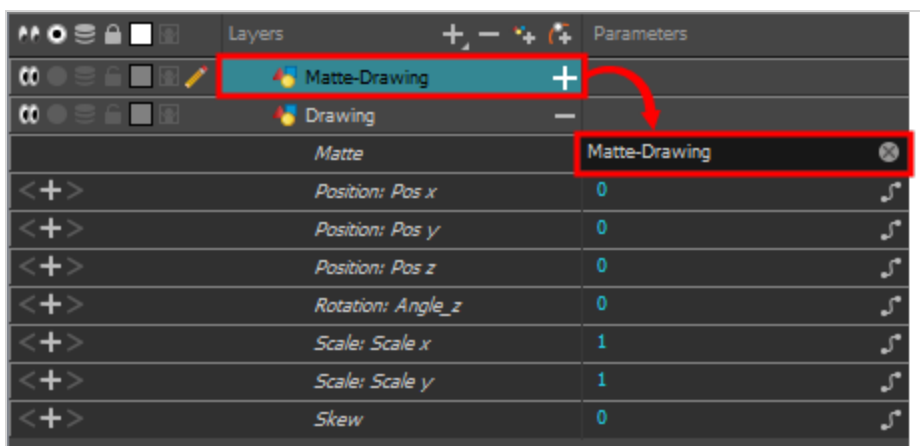 Layers Parameters
Matte-Drawing
Drawing
Matte Matte-Drawing
Position: Pos x 0
Position: Pos y 0
Position: Pos z 0
Rotation: Angle_z 0
Scale: Scale x 1
Scale: Scale y 1
Skew 0